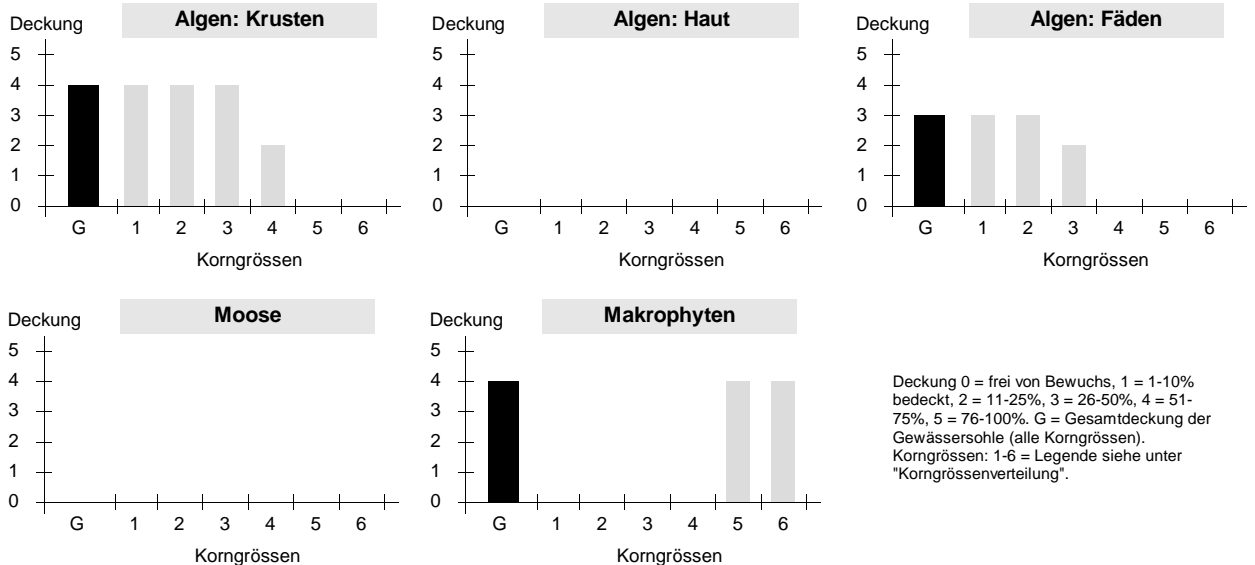 Deckung
Algen: Krusten
5
4
3
2
1
0
G 1 2 3 4 5 6
Korngrössen
Algen: Haut
Deckung
5
4
3
2
1
0
G 1 2 3 4 5 6
Korngrössen
Algen: Fäden
Deckung
5
4
3
2
1
0
G 1 2 3 4 5 6
Korngrössen
Moose
Deckung
5
4
3
2
1
0
G 1 2 3 4 5 6
Korngrössen
Makrophyten
Deckung
5
4
3
2
1
0
G 1 2 3 4 5 6
Korngrössen
Deckung 0 = frei von Bewuchs, 1 = 1-10%
bedeckt, 2 = 11-25%, 3 = 26-50%, 4 = 51-
75%, 5 = 76-100%. G = Gesamtdeckung der
Gewässersohle (alle Korngrössen).
Korngrössen: 1-6 = Legende siehe unter
"Korngrössenverteilung".